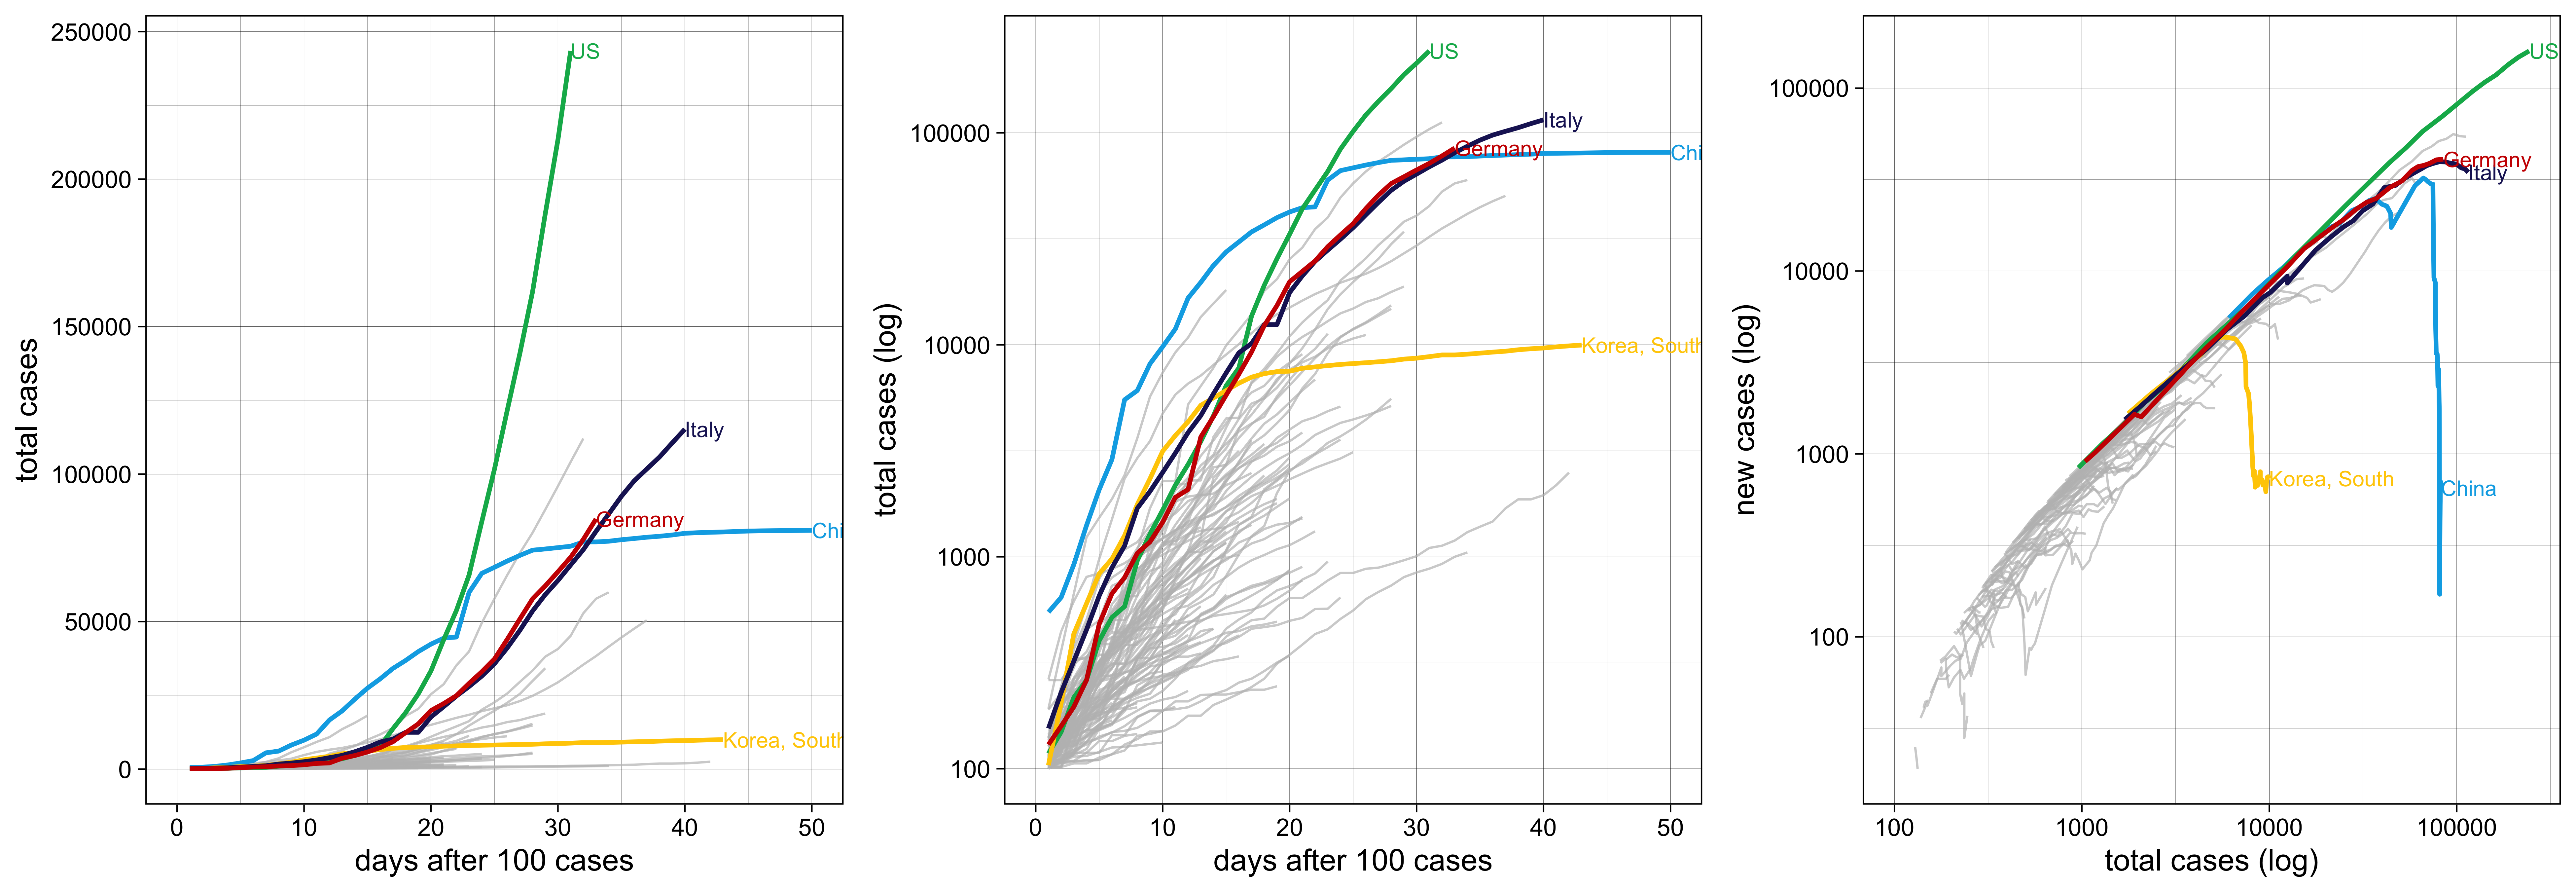 total cases
250000
200000
150000
100000
50000
0
US
Italy
Germany
Chi
Korea, South
0 10 20 30 40 50
days after 100 cases
total cases (log)
100000
10000
1000
100
US
Italy
Germany
Chi
Korea, South
0 10 20 30 40 50
days after 100 cases
new cases (log)
100000
10000
1000
100
US
Germany
Italy
Korea, South
China
100 1000 10000 100000
total cases (log)